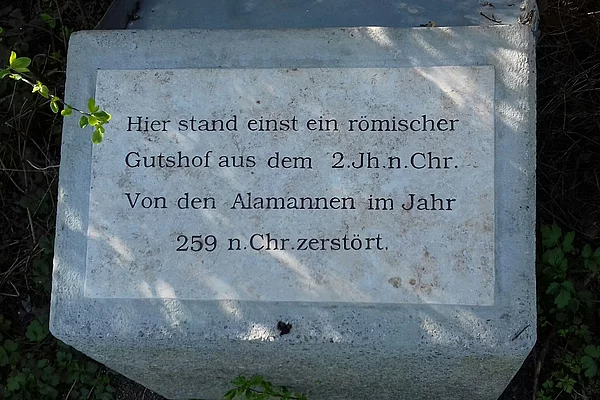 Hier stand einst ein römischer
Gutshof aus dem 2.Jh.n.Chr.
Von den Alamannen im Jahr
259 n.Chr.zerstört.